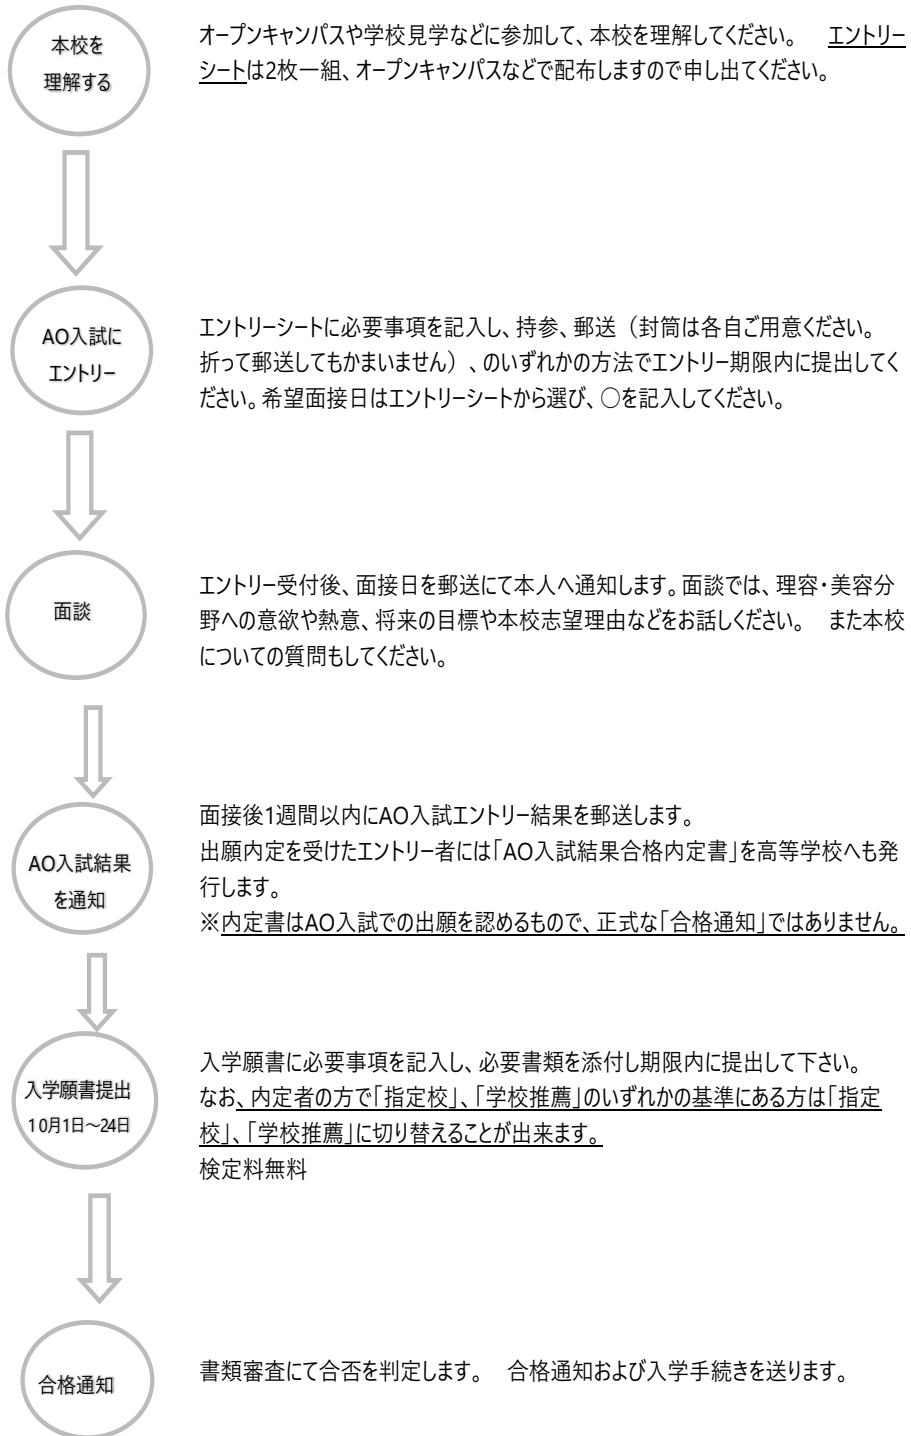 本校を
理解する
オープンキャンパスや学校見学などに参加して、本校を理解してください。　エントリー
シートは2枚一組、オープンキャンパスなどで配布しますので申し出てください。
AO入試に
エントリー
エントリーシートに必要事項を記入し、持参、郵送（封筒は各自ご用意ください。
折って郵送してもかまいません）、のいずれかの方法でエントリー期限内に提出してく
ださい。希望面接日はエントリーシートから選び、○を記入してください。
面談
エントリー受付後、面接日を郵送にて本人へ通知します。面談では、理容・美容分
野への意欲や熱意、将来の目標や本校志望理由などをお話しください。　また本校
についての質問もしてください。
AO入試結果
を通知
面接後1週間以内にAO入試エントリー結果を郵送します。
出願内定を受けたエントリー者には「AO入試結果合格内定書」を高等学校へも発
行します。
※内定書はAO入試での出願を認めるもので、正式な「合格通知」ではありません。
入学願書提出
10月1日～24日
入学願書に必要事項を記入し、必要書類を添付し期限内に提出して下さい。
なお、内定者の方で「指定校」、「学校推薦」のいずれかの基準にある方は「指定
校」、「学校推薦」に切り替えることが出来ます。
検定料無料
合格通知
書類審査にて合否を判定します。　合格通知および入学手続きを送ります。